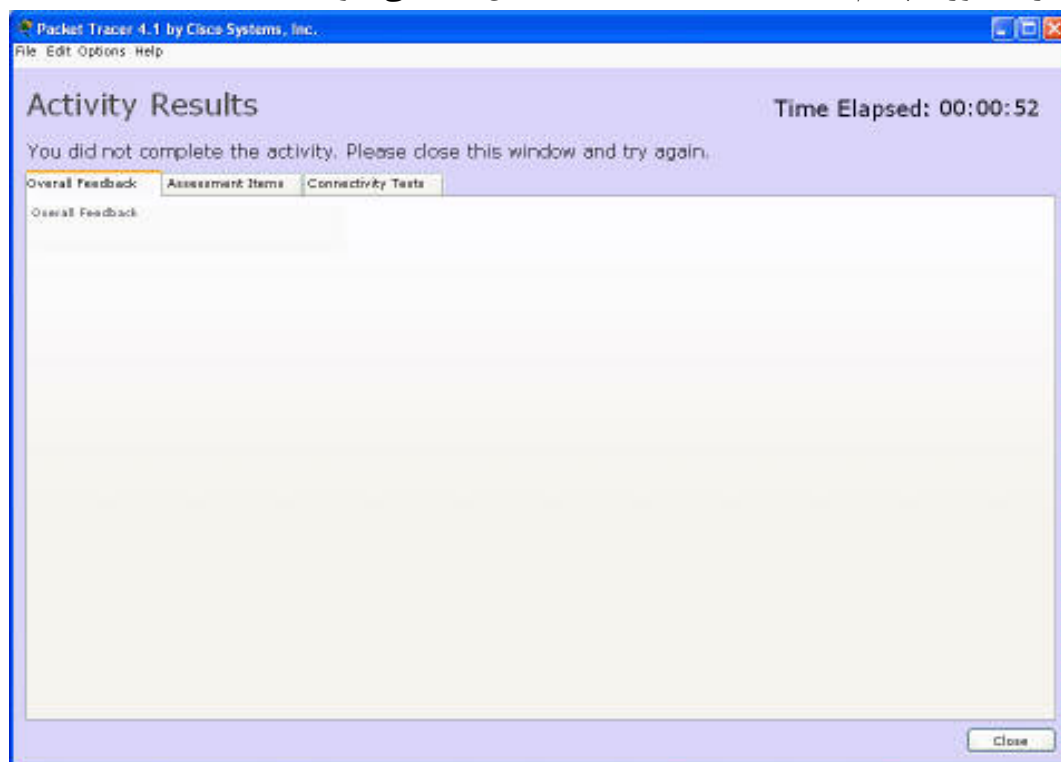 Packet Tracer 4.1 by Cisco Systems, Inc.
File Edit Options Help
Activity Results
Time Elapsed: 00:00:52
You did not complete the activity. Please close this window and try again.
Overall Feedback Assessment Items Connectivity Tests
Overall Feedback
Close